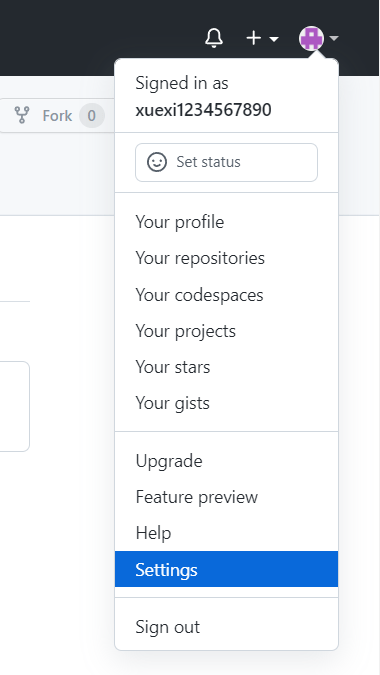 Fork 0
Signed in as
xuexi1234567890
Set status
Your profile
Your repositories
Your codespaces
Your projects
Your stars
Your gists
Upgrade
Feature preview
Help
Settings
Sign out